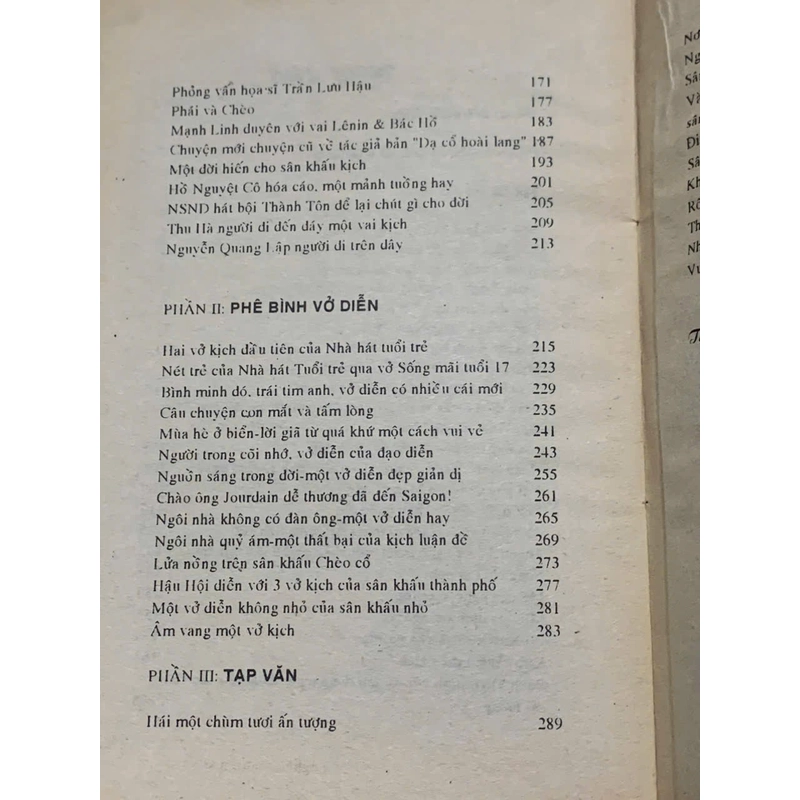 Phỏng vấn họa sĩ Trần Lưu Hậu 171
Phái và Chèo 177
Mạnh Linh duyên với vai Lênin & Bác Hồ 183
Chuyện mới chuyện cũ về tác giả bản "Dạ cổ hoài lang" 187
Một đời hiến cho sân khấu kịch 193
Hồ Nguyệt Cô hóa cáo, một mảnh tuồng hay 201
NSND hát bội Thành Tôn để lại chút gì cho đời 205
Thu Hà người đi đến đáy một vai kịch 209
Nguyễn Quang Lập người đi trên dây 213
PHẦN II: PHÊ BÌNH VỞ DIỄN
Hai vở kịch đầu tiên của Nhà hát tuổi trẻ 215
Nét trẻ của Nhà hát Tuổi trẻ qua vở Sống mãi tuổi 17 223
Bình minh đó, trái tim anh, vở diễn có nhiều cái mới 229
Câu chuyện con mắt và tấm lòng 235
Mùa hè ở biển-lời giã từ quá khứ một cách vui vẻ 241
Người trong cõi nhớ, vở diễn của đạo diễn 243
Nguồn sáng trong đời-một vở diễn đẹp giản dị 255
Chào ông Jourdain dễ thương đã đến Saigon! 261
Ngôi nhà không có đàn ông-một vở diễn hay 265
Ngôi nhà quỷ ám-một thất bại của kịch luận đề 269
Lửa nồng trên sân khấu Chèo cổ 273
Hậu Hội diễn với 3 vở kịch của sân khấu thành phố 277
Một vở diễn không nhỏ của sân khấu nhỏ 281
Âm vang một vở kịch 283
PHẦN III: TẠP VĂN
Hái một chùm tươi ấn tượng 289